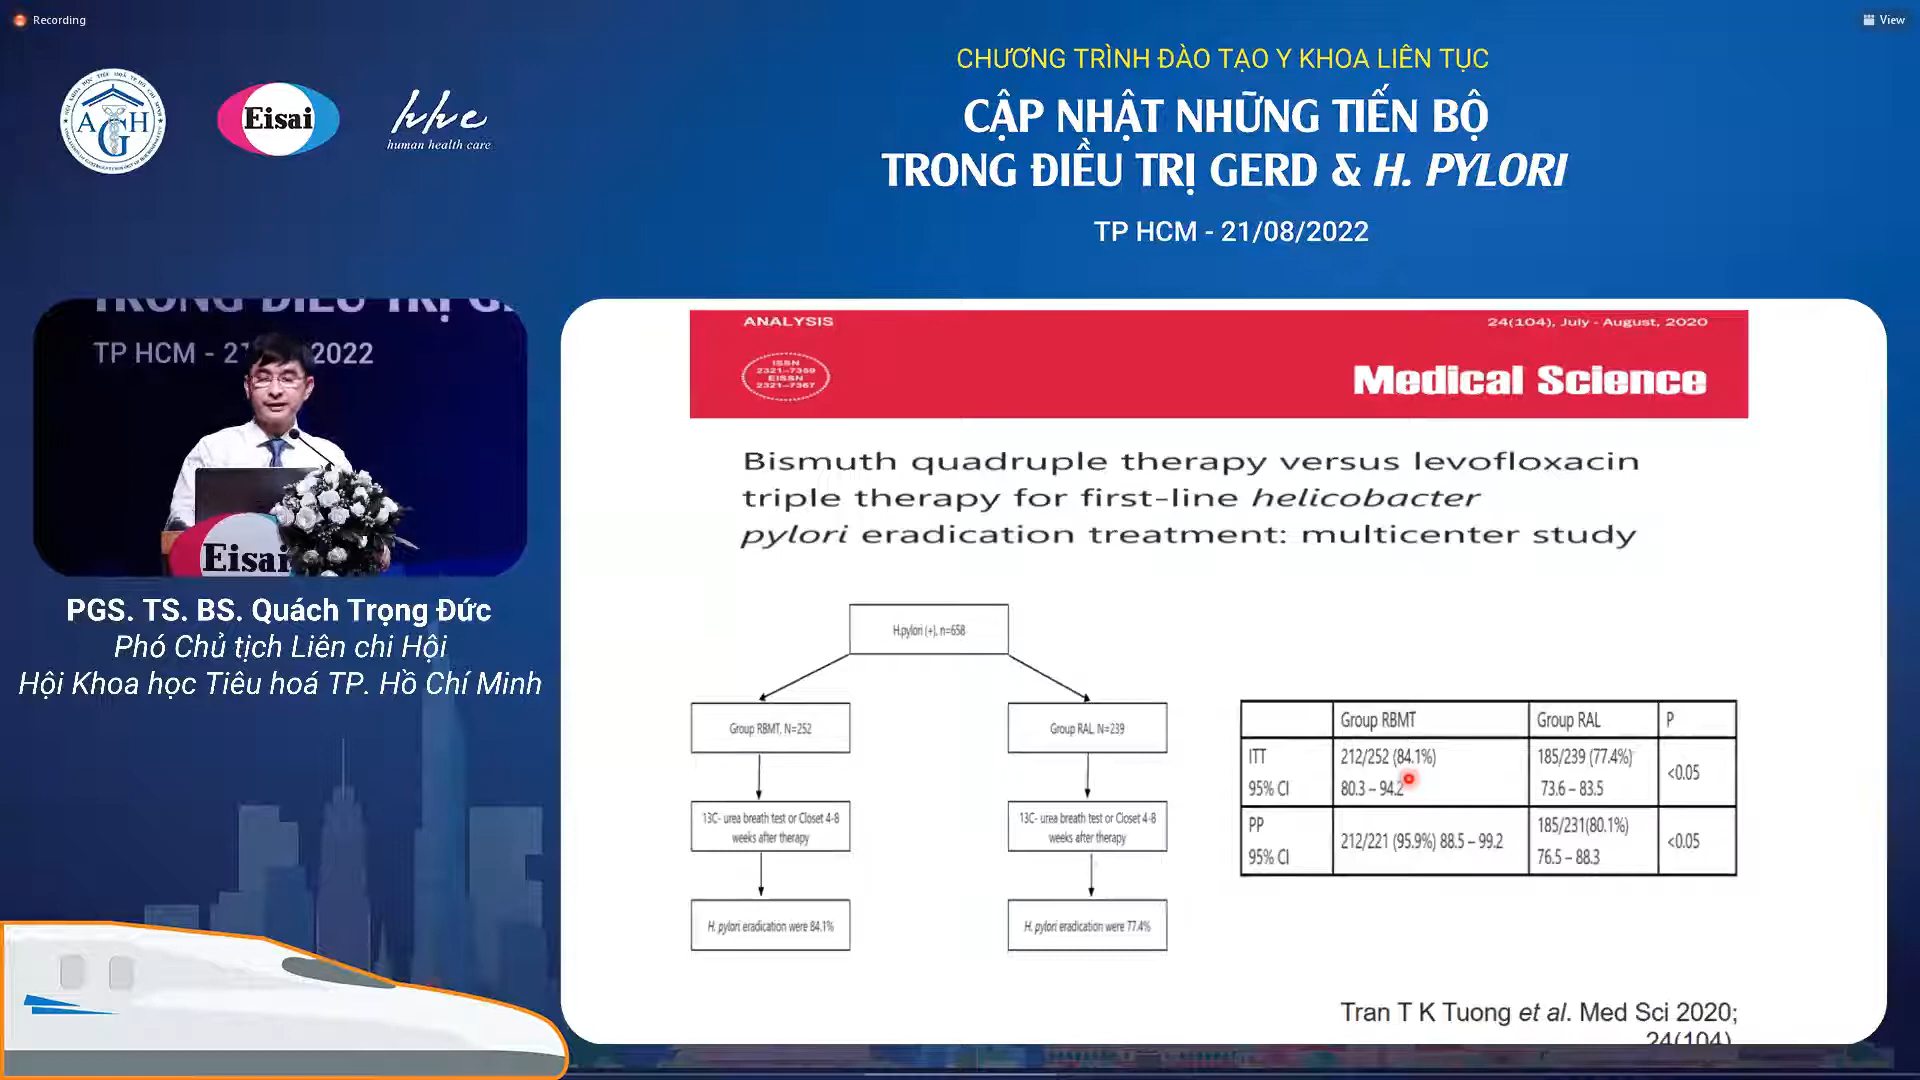 Recording
View
CHƯƠNG TRÌNH ĐÀO TẠO Y KHOA LIÊN TỤC
CẬP NHẬT NHỮNG TIẾN BỘ
TRONG ĐIỀU TRỊ GERD & H. PYLORI
TP HCM - 21/08/2022
AGH
Eisai
hhc
human health care
TRONG ĐIỀU TRỊ G
TP HCM - 2 2022
Eisai
PGS. TS. BS. Quách Trọng Đức
Phó Chủ tịch Liên chi Hội
Hội Khoa học Tiêu hoá TP. Hồ Chí Minh
ANALYSIS
24(104), July - August, 2020
ISSN
2321–7359
EISSN
2321–7367
Medical Science
Bismuth quadruple therapy versus levofloxacin
triple therapy for first-line helicobacter
pylori eradication treatment: multicenter study
H.pylori (+), n=658
Group RBMT, N=252
Group RAL, N=239
13C- urea breath test or Closet 4-8
weeks after therapy
13C- urea breath test or Closet 4-8
weeks after therapy
H. pylori eradication were 84.1%
H. pylori eradication were 77.4%
Group RBMT Group RAL P
ITT 212/252 (84.1%) 185/239 (77.4%) <0.05
95% CI 80.3 – 94.2 73.6 – 83.5
PP 212/221 (95.9%) 88.5 – 99.2 185/231(80.1%) <0.05
95% CI 76.5 – 88.3
Tran T K Tuong et al. Med Sci 2020;
24(104)